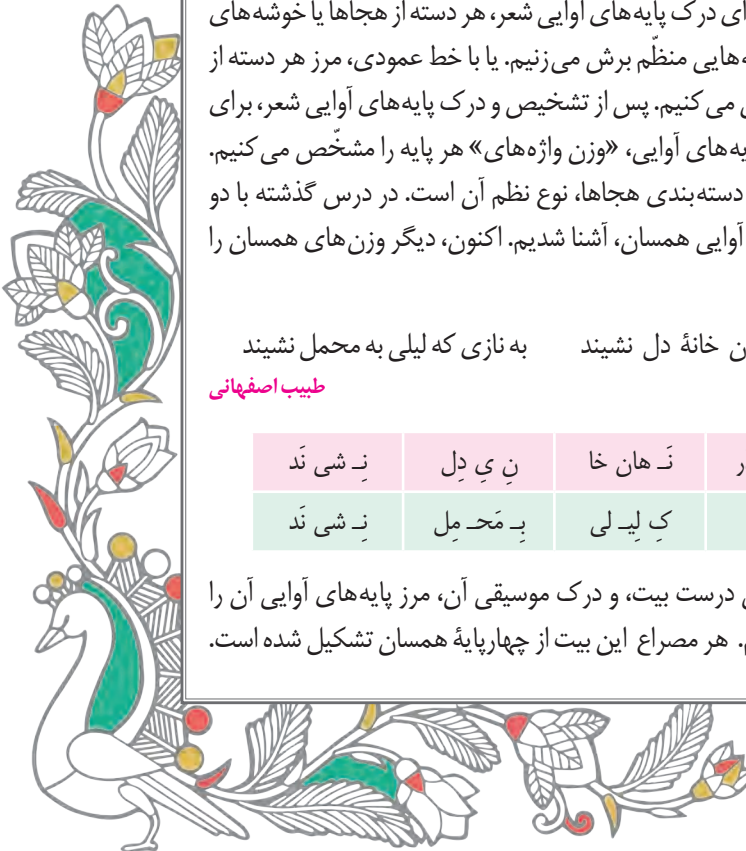 درک پایه‌های آوایی شعر، هر دسته از هجاها یا خوشه‌های
منظّم برش می‌زنیم. یا با خط عمودی، مرز هر دسته از
می‌کنیم. پس از تشخیص و درک پایه‌های آوایی شعر، برای
آوایی، «وزن واژه‌های» هر پایه را مشخّص می‌کنیم.
دسته‌بندی هجاها، نوع نظم آن است. در درس گذشته با دو
آوایی همسان، آشنا شدیم. اکنون، دیگر وزن‌های همسان را
خانهٔ دل نشیند به نازی که لیلی به محمل نشیند
طبیب اصفهانی
نَـ هان خا نِ یِ دِل نِـ شی نَد
کِ لِیـ لی بِـ مَحـ مِل نِـ شی نَد
درست بیت، و درک موسیقی آن، مرز پایه‌های آوایی آن را
هر مصراع این بیت از چهارپایهٔ همسان تشکیل شده است.